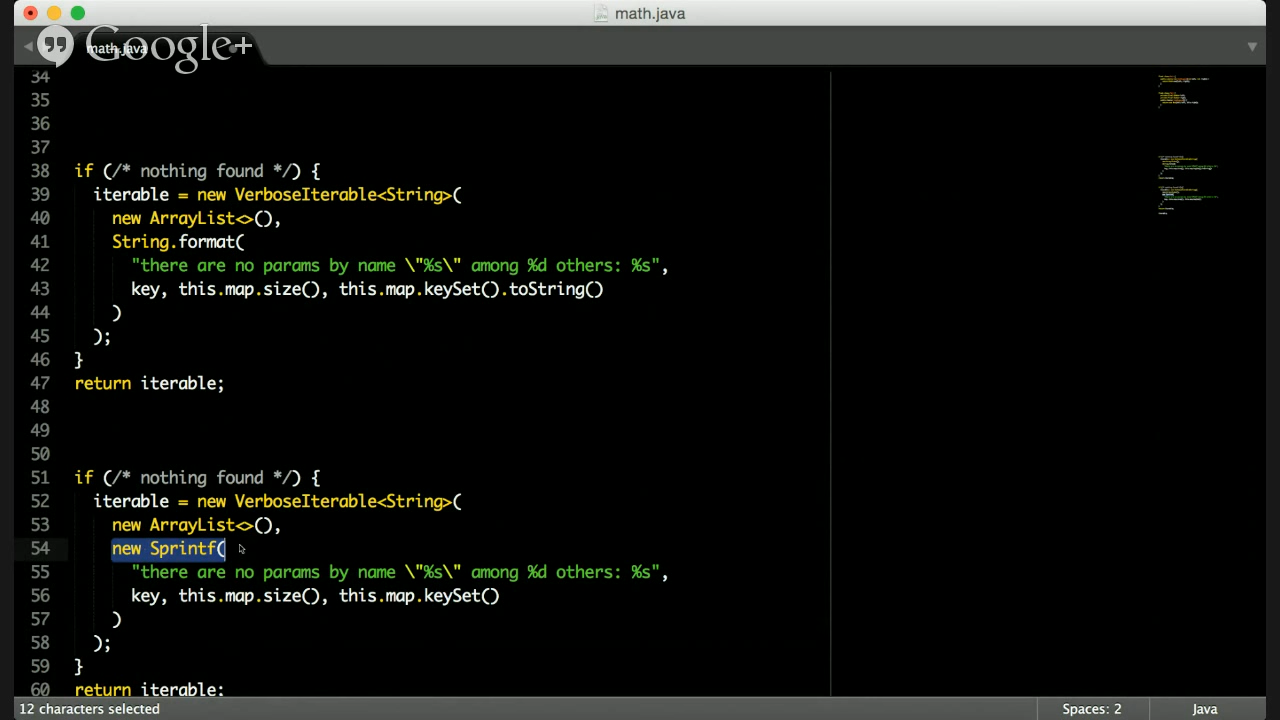 math.java
Google+
math.java
34
35
36
37
38 if (/* nothing found */) {
39 iterable = new VerboseIterable<String>(
40 new ArrayList<>(),
41 String.format(
42 "there are no params by name \"%s\" among %d others: %s",
43 key, this.map.size(), this.map.keySet().toString()
44 )
45 );
46 }
47 return iterable;
48
49
50
51 if (/* nothing found */) {
52 iterable = new VerboseIterable<String>(
53 new ArrayList<>(),
54 new Sprintf(
55 "there are no params by name \"%s\" among %d others: %s",
56 key, this.map.size(), this.map.keySet()
57 )
58 );
59 }
60 return iterable;
12 characters selected Spaces: 2 Java